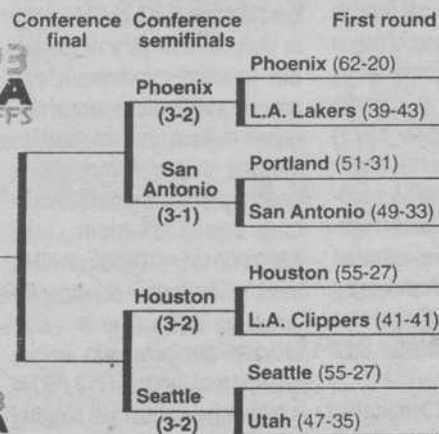 Conference final
Conference semifinals
First round
3
A
FFS
Phoenix (62-20)
Phoenix
(3-2)
L.A. Lakers (39-43)
Portland (51-31)
San
Antonio
(3-1)
San Antonio (49-33)
Houston (55-27)
Houston
(3-2)
L.A. Clippers (41-41)
Seattle (55-27)
Seattle
(3-2)
Utah (47-35)